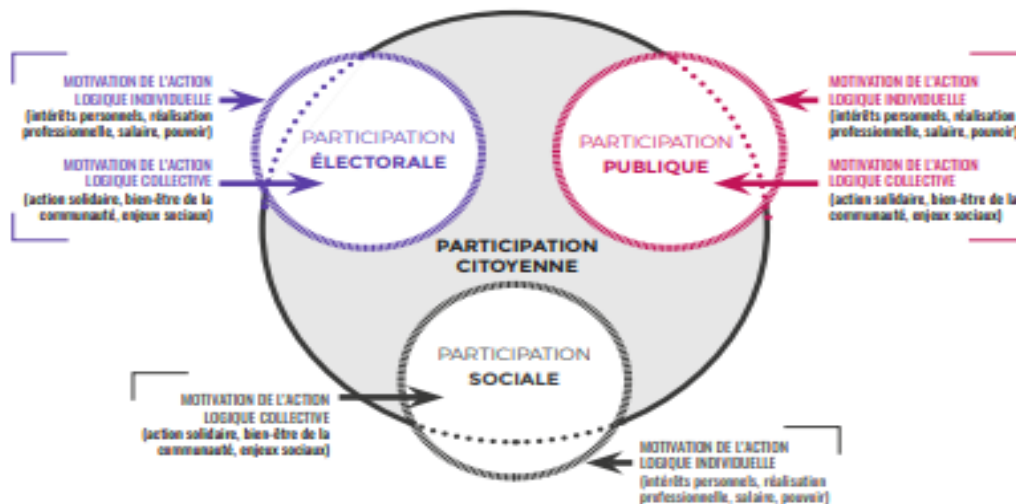 MOTIVATION DE L'ACTION
LOGIQUE INDIVIDUELLE
(intérêts personnels, réalisation
professionnelle, salaire, pouvoir)
MOTIVATION DE L'ACTION
LOGIQUE COLLECTIVE
(action solidaire, bien-être de la
communauté, enjeux sociaux)
PARTICIPATION
ÉLECTORALE
PARTICIPATION
PUBLIQUE
MOTIVATION DE L'ACTION
LOGIQUE INDIVIDUELLE
(intérêts personnels, réalisation
professionnelle, salaire, pouvoir)
MOTIVATION DE L'ACTION
LOGIQUE COLLECTIVE
(action solidaire, bien-être de la
communauté, enjeux sociaux)
PARTICIPATION
CITOYENNE
PARTICIPATION
SOCIALE
MOTIVATION DE L'ACTION
LOGIQUE COLLECTIVE
(action solidaire, bien-être de la
communauté, enjeux sociaux)
MOTIVATION DE L'ACTION
LOGIQUE INDIVIDUELLE
(intérêts personnels, réalisation
professionnelle, salaire, pouvoir)